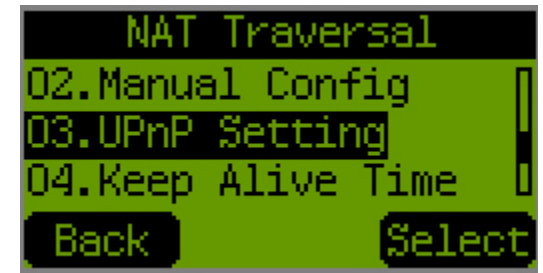 NAT Traversal
02.Manual Config
03.UPnP Setting
04.Keep Alive Time
Back Select